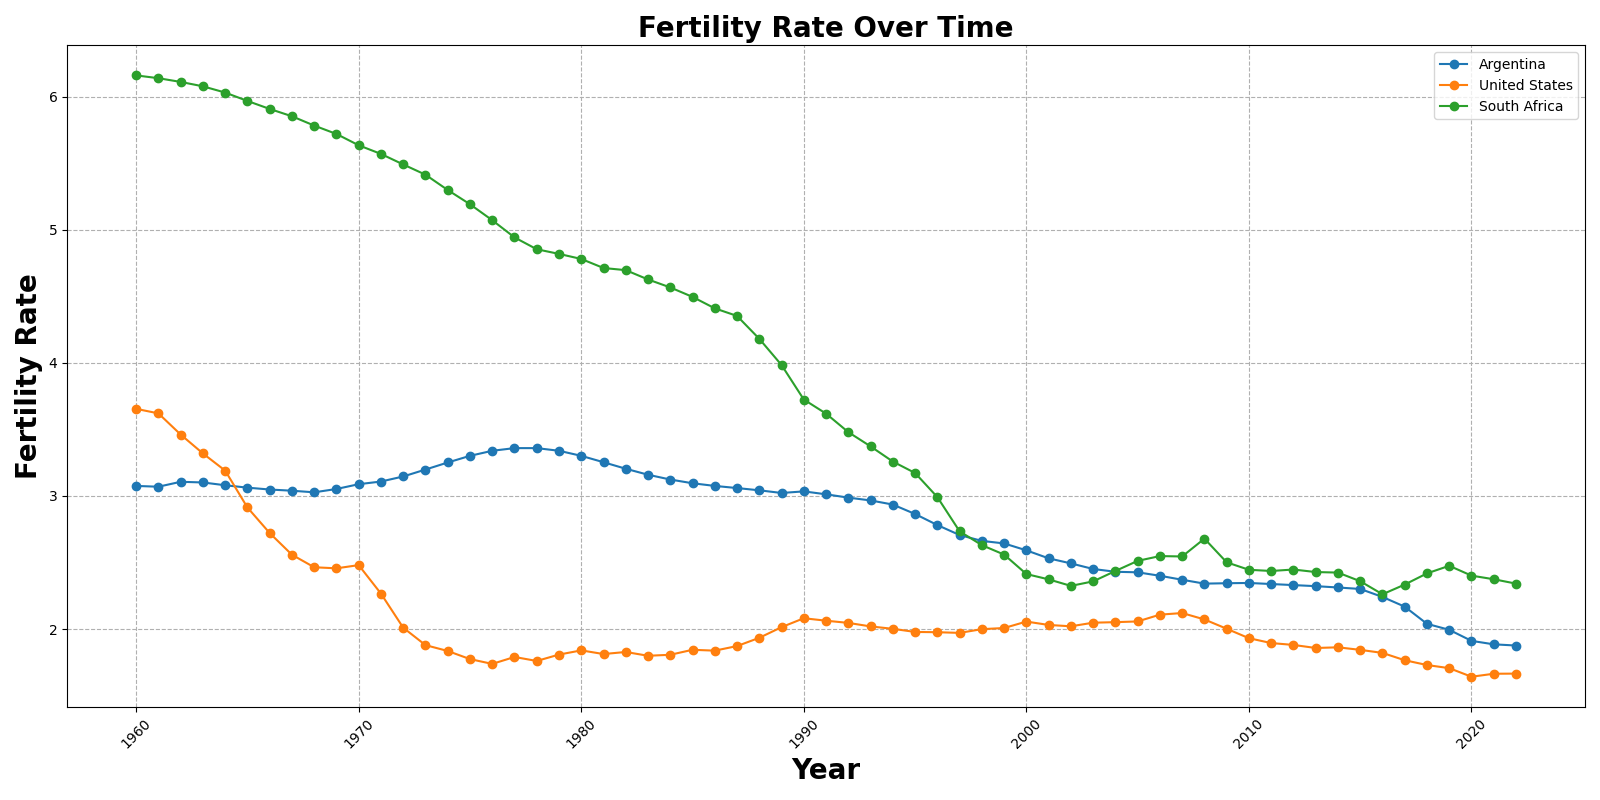 Fertility Rate Over Time
Argentina
United States
South Africa
Fertility Rate
6
5
4
3
2
1960
1970
1980
1990
2000
2010
2020
Year